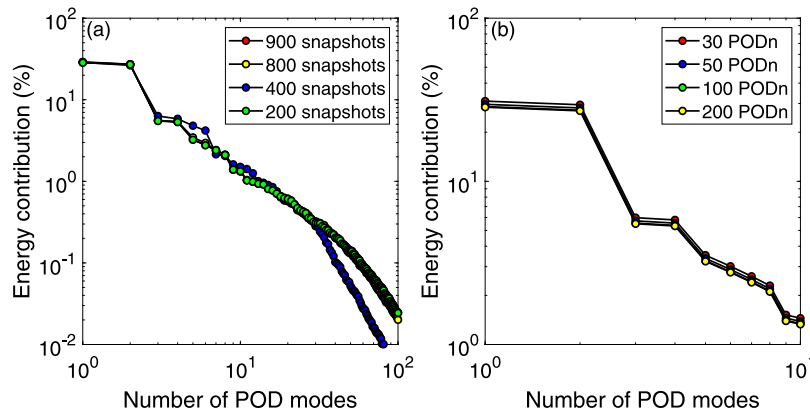 (a)
900 snapshots
800 snapshots
400 snapshots
200 snapshots
Energy contribution (%)
10^2
10^1
10^0
10^-1
10^-2
10^0
10^1
10^2
Number of POD modes
(b)
30 PODn
50 PODn
100 PODn
200 PODn
Energy contribution (%)
10^2
10^1
10^0
10^0
10
Number of POD modes